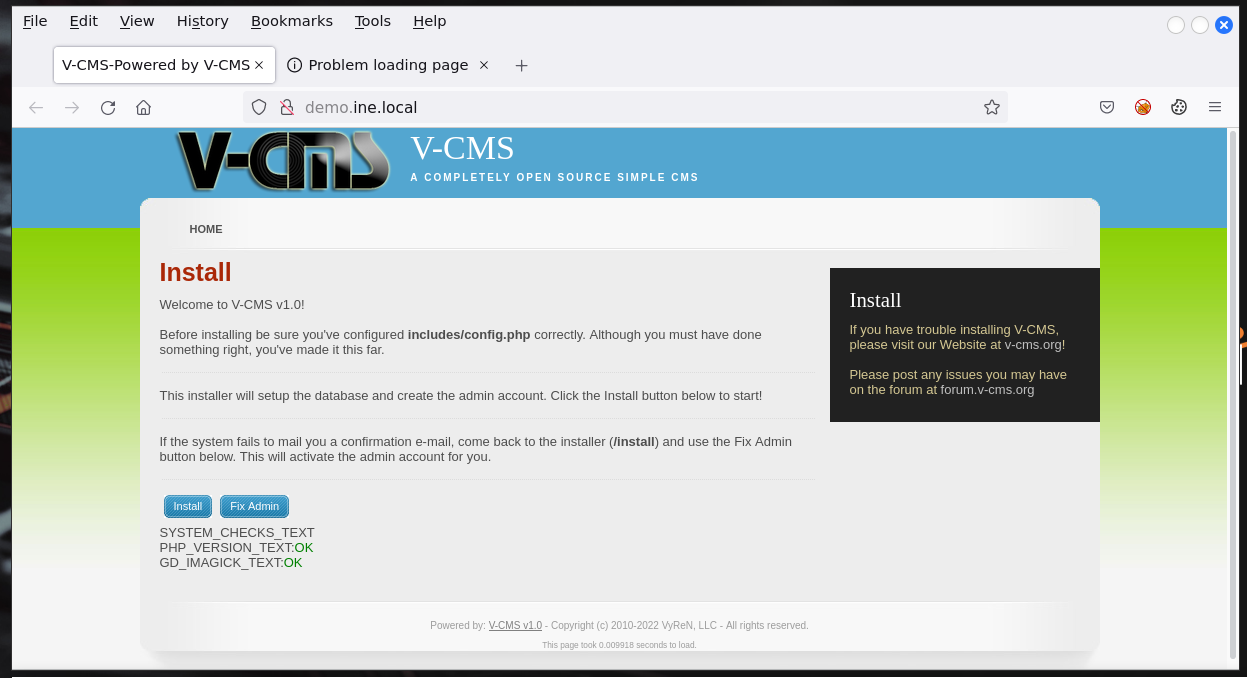 File Edit View History Bookmarks Tools Help
V-CMS-Powered by V-CMS
Problem loading page
demo.ine.local
V-CMS
V-CMS
A COMPLETELY OPEN SOURCE SIMPLE CMS
HOME
Install
Welcome to V-CMS v1.0!
Before installing be sure you've configured includes/config.php correctly. Although you must have done
something right, you've made it this far.
This installer will setup the database and create the admin account. Click the Install button below to start!
If the system fails to mail you a confirmation e-mail, come back to the installer (/install) and use the Fix Admin
button below. This will activate the admin account for you.
Install Fix Admin
SYSTEM_CHECKS_TEXT
PHP_VERSION_TEXT:OK
GD_IMAGICK_TEXT:OK
Install
If you have trouble installing V-CMS,
please visit our Website at v-cms.org!
Please post any issues you may have
on the forum at forum.v-cms.org
Powered by: V-CMS v1.0 - Copyright (c) 2010-2022 VyReN, LLC - All rights reserved.
This page took 0.009918 seconds to load.